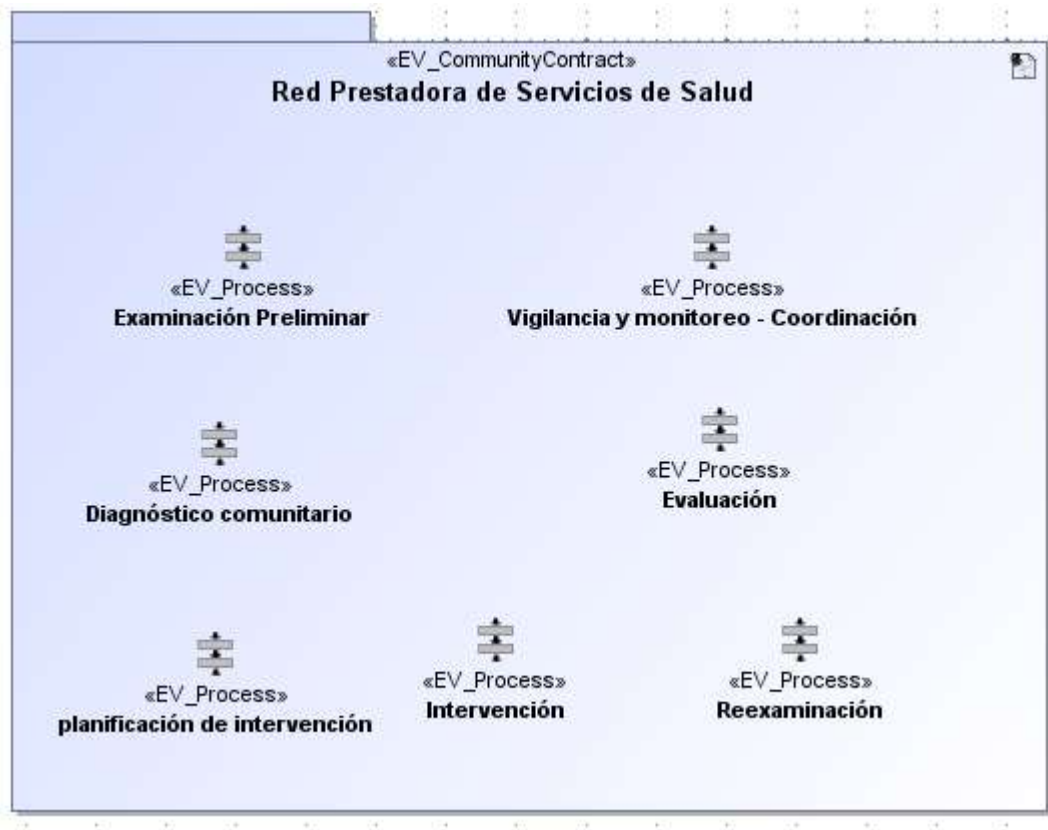 «EV_CommunityContract»
Red Prestadora de Servicios de Salud
«EV_Process»
Examinación Preliminar
«EV_Process»
Vigilancia y monitoreo - Coordinación
«EV_Process»
Diagnóstico comunitario
«EV_Process»
Evaluación
«EV_Process»
planificación de intervención
«EV_Process»
Intervención
«EV_Process»
Reexaminación